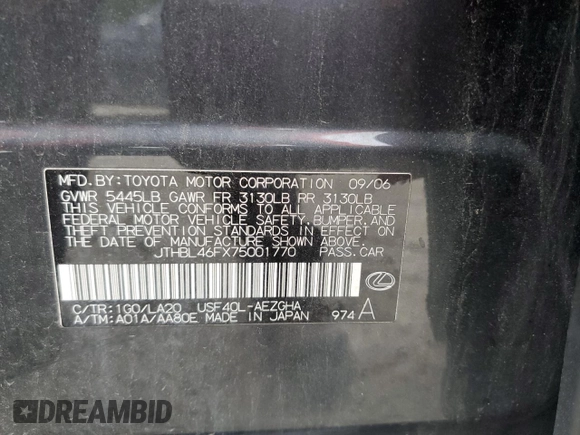 MFD.BY:TOYOTA MOTOR CORPORATION 09/06
GVWR 5445LB GAWR FR 3130LB RR 3130LB
THIS VEHICLE CONFORMS TO ALL APPLICABLE
FEDERAL MOTOR VEHICLE SAFETY,BUMPER,AND
THEFT PREVENTION STANDARDS IN EFFECT ON
THE DATE OF MANUFACTURE SHOWN ABOVE.
JTHBL46FX75001770 PASS.CAR
C/TR:1G0/LA20 USF40L-AEZGHA
A/TM:A01A/AA80E MADE IN JAPAN 974 A
DREAMBID